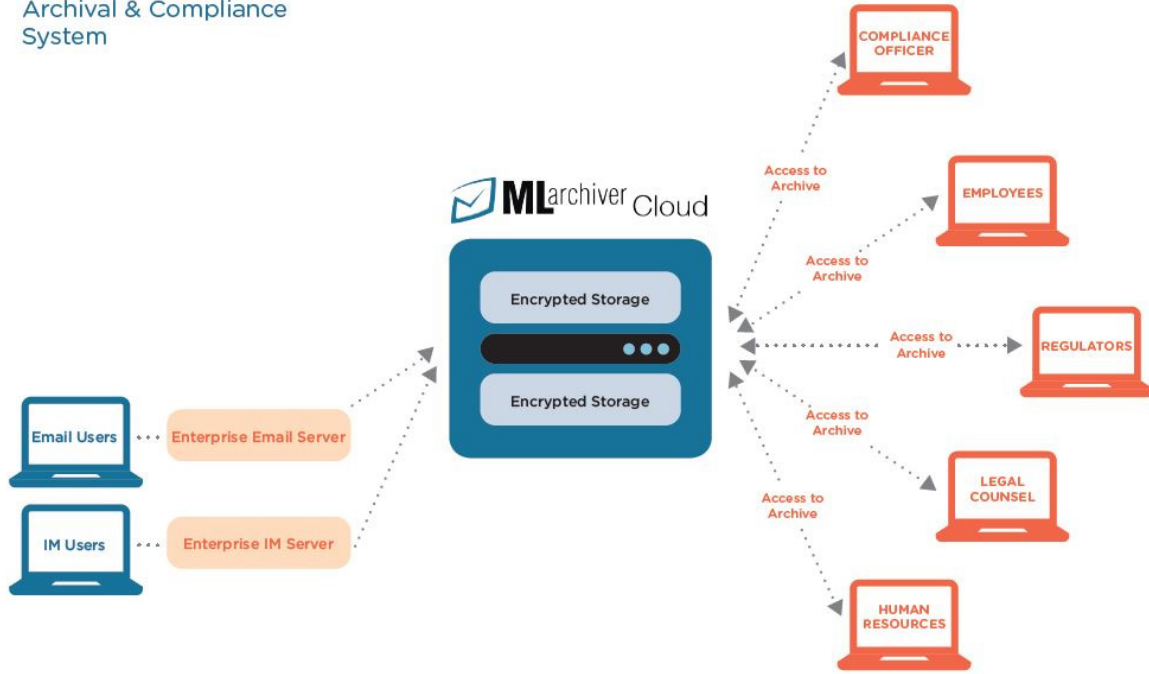 Archival & Compliance
System
COMPLIANCE
OFFICER
Access to
Archive
EMPLOYEES
MLarchiver Cloud
Access to
Archive
Encrypted Storage
Access to
Archive
REGULATORS
Encrypted Storage
Email Users
Enterprise Email Server
Access to
Archive
LEGAL
COUNSEL
Access to
Archive
IM Users
Enterprise IM Server
HUMAN
RESOURCES